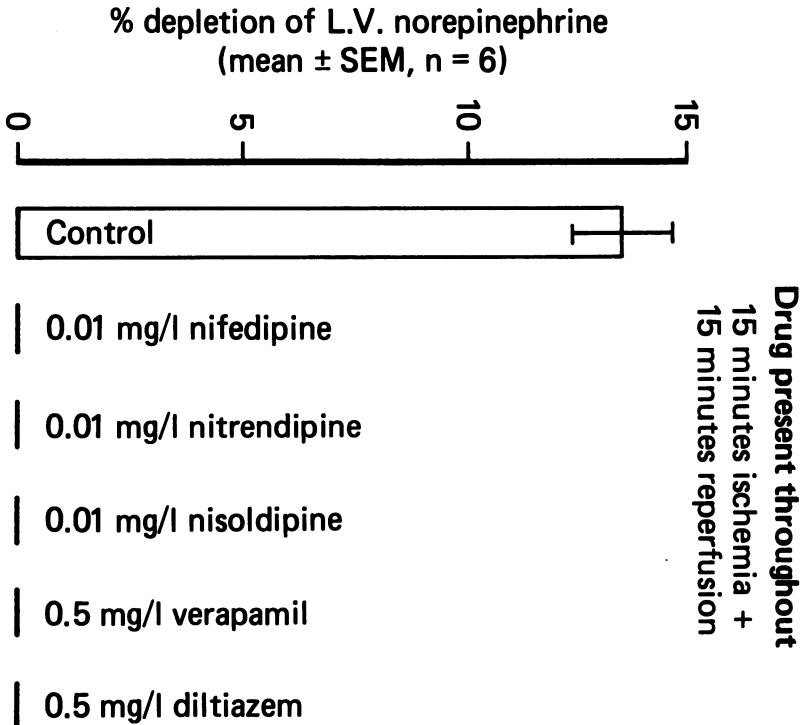 % depletion of L.V. norepinephrine
(mean ± SEM, n = 6)
0
5
10
15
Control
0.01 mg/l nifedipine
0.01 mg/l nitrendipine
0.01 mg/l nisoldipine
0.5 mg/l verapamil
0.5 mg/l diltiazem
Drug present throughout
15 minutes ischemia +
15 minutes reperfusion